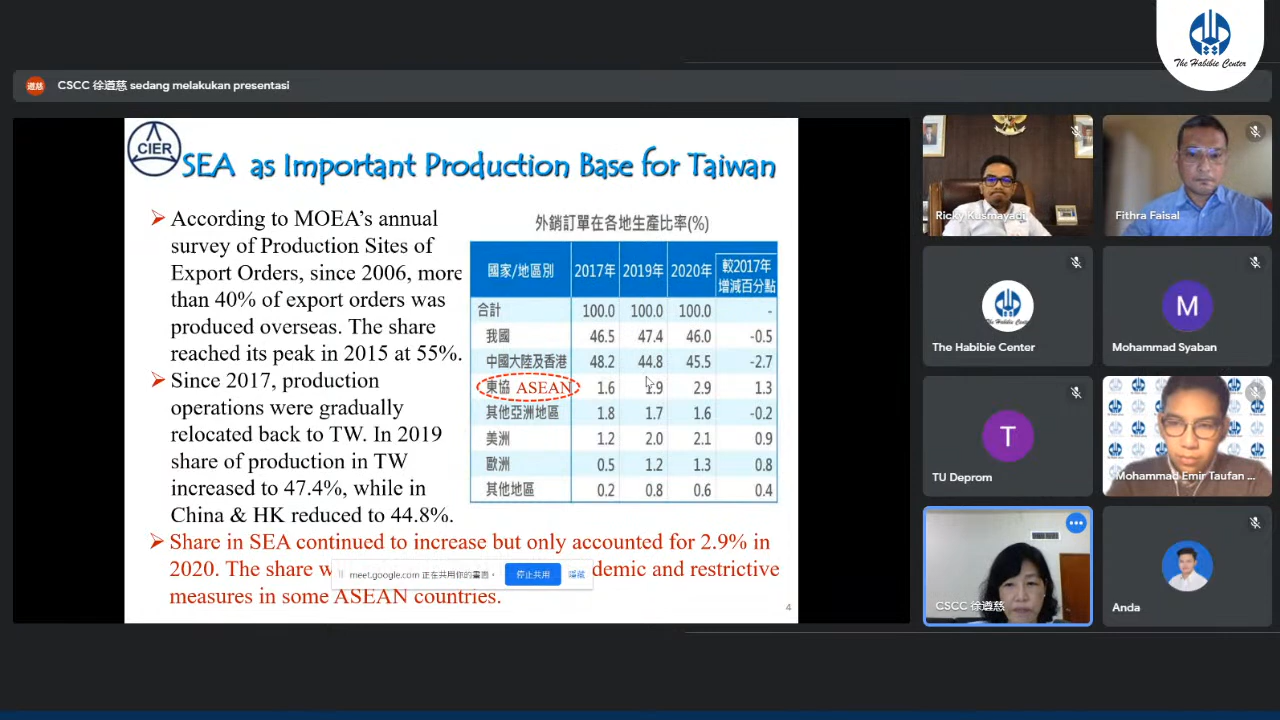 The Habibie Center
道慈
CSCC 徐遵慈 sedang melakukan presentasi
CIER
SEA as Important Production Base for Taiwan
➢ According to MOEA's annual
survey of Production Sites of
Export Orders, since 2006, more
than 40% of export orders was
produced overseas. The share
reached its peak in 2015 at 55%.
➢ Since 2017, production
operations were gradually
relocated back to TW. In 2019
share of production in TW
increased to 47.4%, while in
China & HK reduced to 44.8%.
➢ Share in SEA continued to increase but only accounted for 2.9% in
2020. The share demic and restrictive
measures in some ASEAN countries.
外銷訂單在各地生產比率(%)
國家/地區別 2017年 2019年 2020年 較2017年
增減百分點
合計 100.0 100.0 100.0 -
我國 46.5 47.4 46.0 -0.5
中國大陸及香港 48.2 44.8 45.5 -2.7
東協 ASEAN 1.6 1.9 2.9 1.3
其他亞洲地區 1.8 1.7 1.6 -0.2
美洲 1.2 2.0 2.1 0.9
歐洲 0.5 1.2 1.3 0.8
其他地區 0.2 0.8 0.6 0.4
meet.google.com 正在共用你的畫面。 停止共用 隱藏
4
Ricky Kusmayadi
Fithra Faisal
The Habibie Center
The Habibie Center
M
Mohammad Syaban
T
TU Deprom
Mohammad Emir Taufan ...
CSCC 徐遵慈
Anda